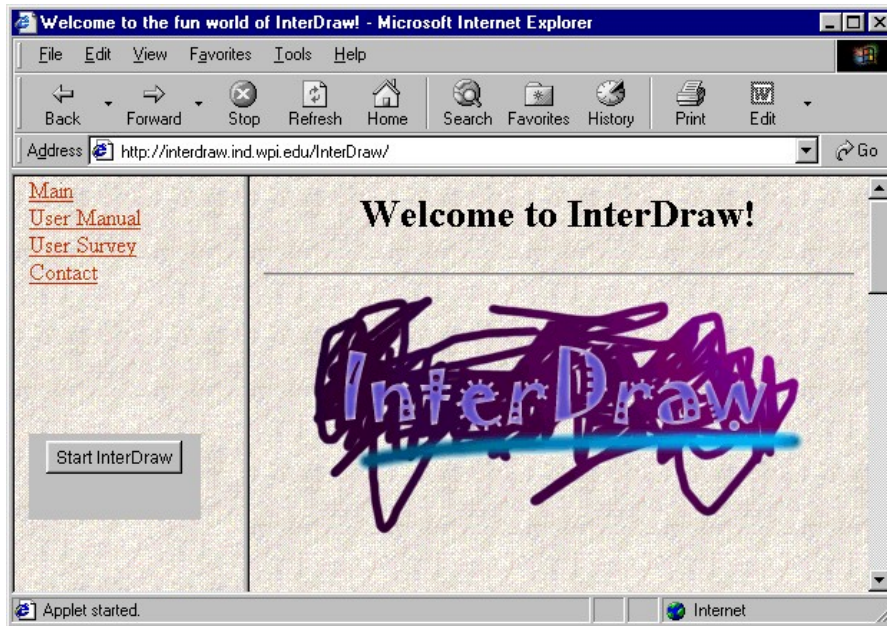 Welcome to the fun world of InterDraw! - Microsoft Internet Explorer
File Edit View Favorites Tools Help
Back Forward Stop Refresh Home Search Favorites History Print Edit
Address http://interdraw.ind.wpi.edu/InterDraw/ Go
Main
User Manual
User Survey
Contact
Start InterDraw
Welcome to InterDraw!
InterDraw
Applet started. Internet